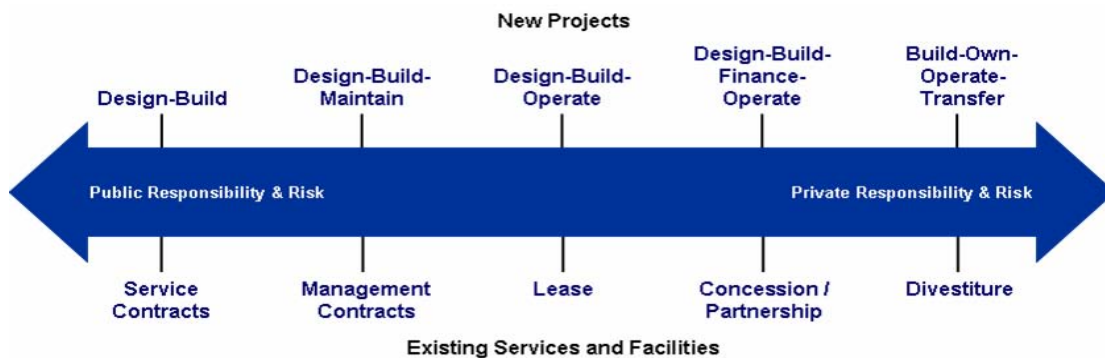 New Projects
Design-Build
Design-Build-
Maintain
Design-Build-
Operate
Design-Build-
Finance-
Operate
Build-Own-
Operate-
Transfer
Public Responsibility & Risk
Private Responsibility & Risk
Service
Contracts
Management
Contracts
Lease
Concession /
Partnership
Divestiture
Existing Services and Facilities